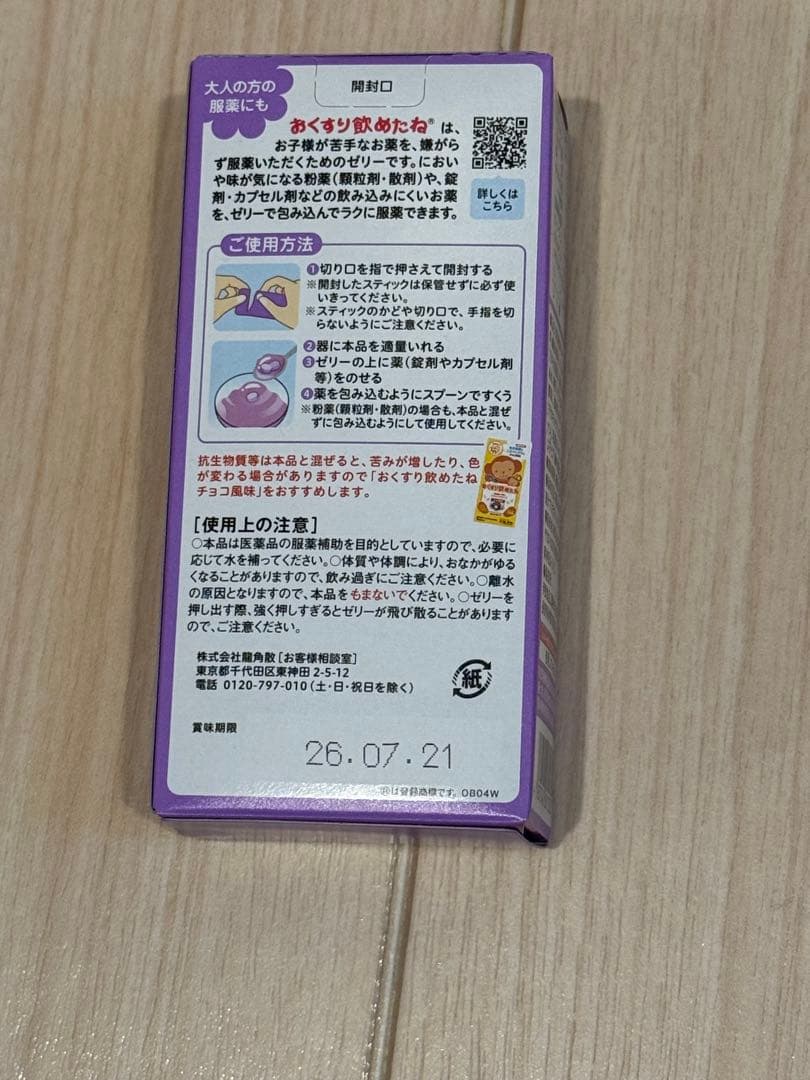 大人の方の
服薬にも
開封口
おくすり飲めたね® は、
お子様が苦手なお薬を、嫌がら
ず服薬いただくためのゼリーです。におい
や味が気になる粉薬(顆粒剤・散剤)や、錠
剤・カプセル剤などの飲み込みにくいお薬
を、ゼリーで包み込んでラクに服薬できます。
詳しくは
こちら
ご使用方法
❶切り口を指で押さえて開封する
※開封したスティックは保管せずに必ず使
いきってください。
※スティックのかどや切り口で、手指を切
らないようにご注意ください。
❷器に本品を適量いれる
❸ゼリーの上に薬(錠剤やカプセル剤
等)をのせる
❹薬を包み込むようにスプーンですくう
※粉薬(顆粒剤・散剤)の場合も、本品と混ぜ
ずに包み込むようにして使用してください。
抗生物質等は本品と混ぜると、苦みが増したり、色
が変わる場合がありますので「おくすり飲めたね
チョコ風味」をおすすめします。
おくすり飲めたね
[使用上の注意]
○本品は医薬品の服薬補助を目的としていますので、必要に
応じて水を補ってください。○体質や体調により、おなかがゆる
くなることがありますので、飲み過ぎにご注意ください。○離水
の原因となりますので、本品をもまないでください。○ゼリーを
押し出す際、強く押しすぎるとゼリーが飛び散ることがあります
ので、ご注意ください。
株式会社龍角散[お客様相談室]
東京都千代田区東神田 2-5-12
電話 0120-797-010(土・日・祝日を除く)
紙
賞味期限
26.07.21
®は登録商標です。OB04W